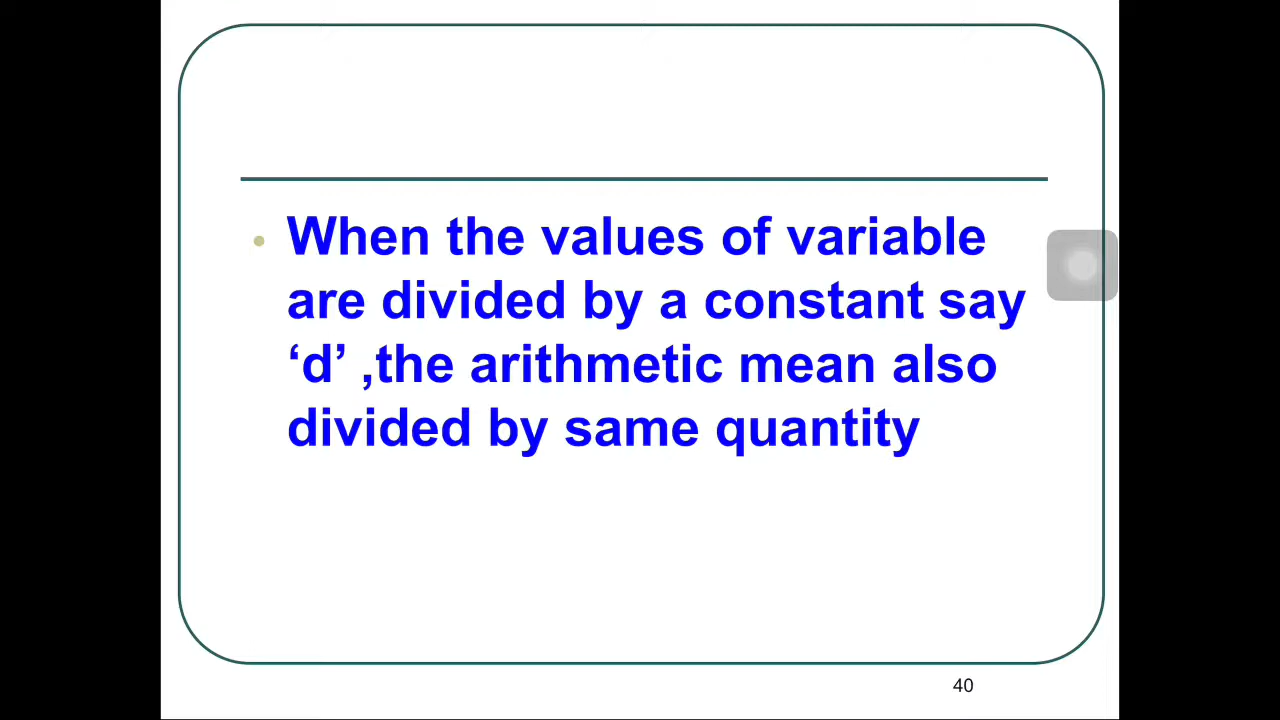 • When the values of variable
are divided by a constant say
‘d’ ,the arithmetic mean also
divided by same quantity
40